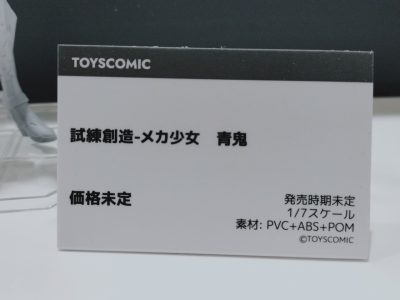 TOYSCOMIC
試練創造-メカ少女　青鬼
価格未定
発売時期未定
1/7スケール
素材: PVC+ABS+POM
©TOYSCOMIC